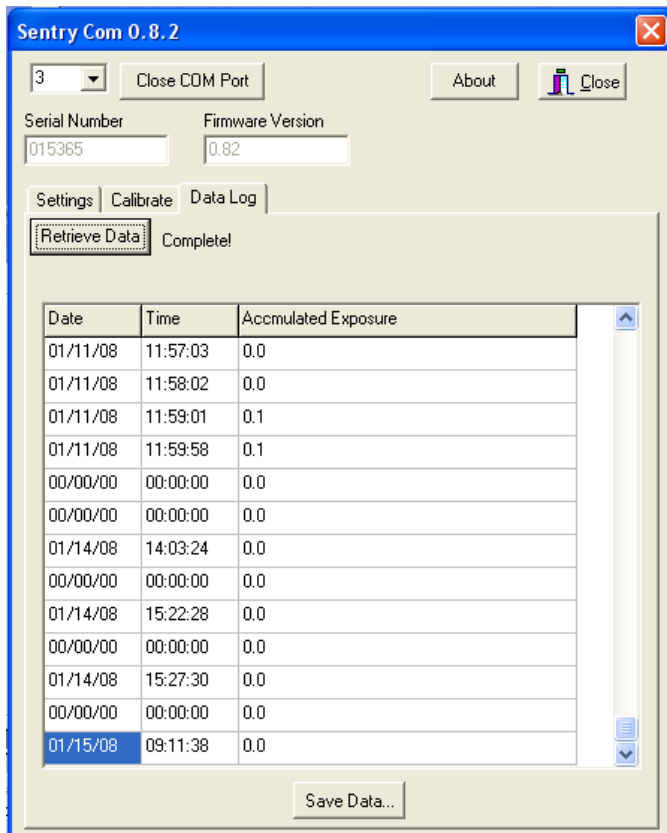 Sentry Com 0.8.2
3 Close COM Port About Close
Serial Number Firmware Version
015365 0.82
Settings Calibrate Data Log
Retrieve Data Complete!
Date Time Accmulated Exposure
01/11/08 11:57:03 0.0
01/11/08 11:58:02 0.0
01/11/08 11:59:01 0.1
01/11/08 11:59:58 0.1
00/00/00 00:00:00 0.0
00/00/00 00:00:00 0.0
01/14/08 14:03:24 0.0
00/00/00 00:00:00 0.0
01/14/08 15:22:28 0.0
00/00/00 00:00:00 0.0
01/14/08 15:27:30 0.0
00/00/00 00:00:00 0.0
01/15/08 09:11:38 0.0
Save Data...